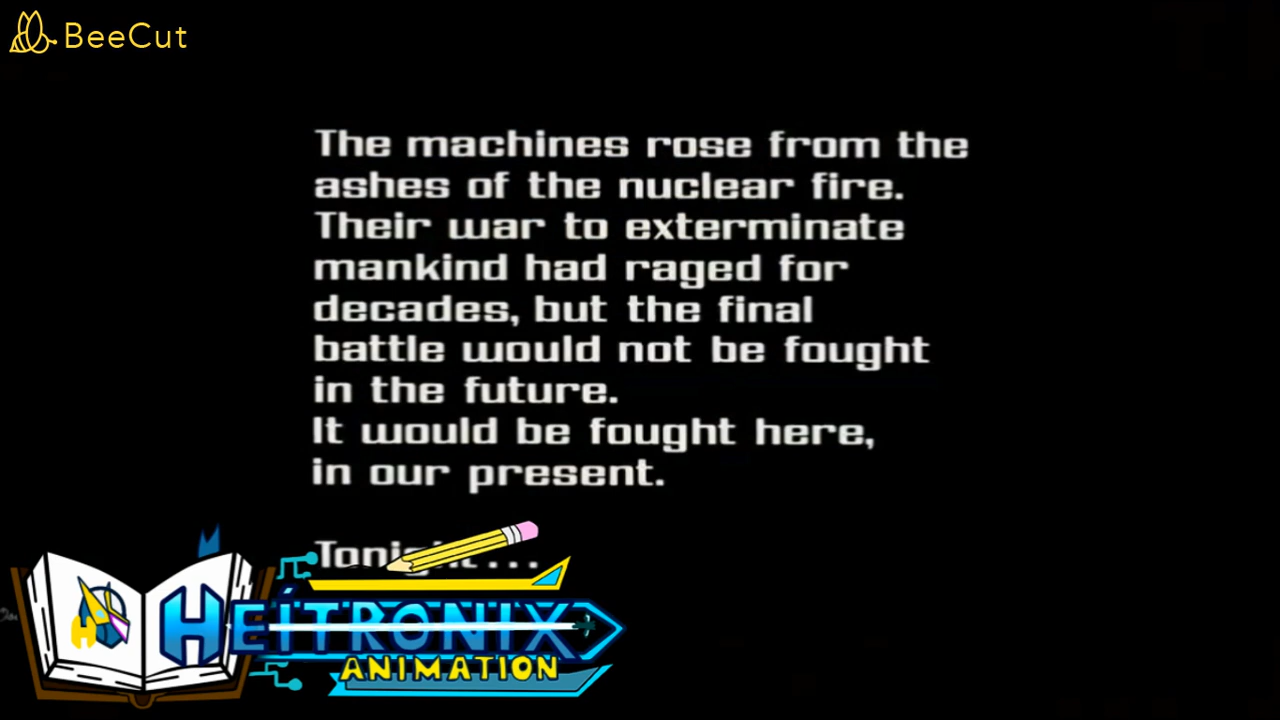 BeeCut
The machines rose from the
ashes of the nuclear fire.
Their war to exterminate
mankind had raged for
decades, but the final
battle would not be fought
in the future.
It would be fought here,
in our present.
Tonight...
HEÍTRONIX
ANIMATION